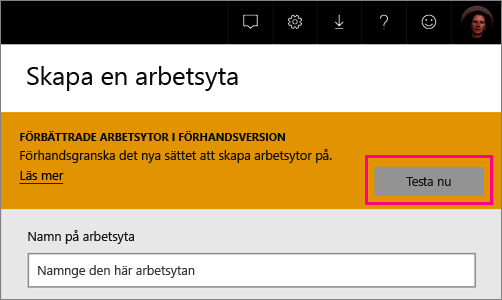 Skapa en arbetsyta
FÖRBÄTTRADE ARBETSYTOR I FÖRHANDSVERSION
Förhandsgranska det nya sättet att skapa arbetsytor på.
Läs mer
Testa nu
Namn på arbetsyta
Namnge den här arbetsytan